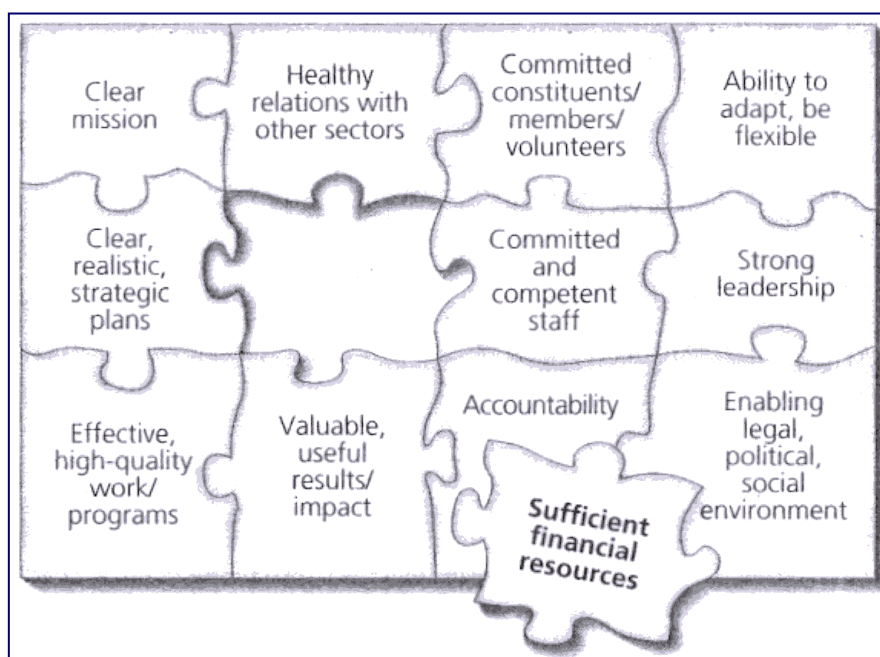 Clear
mission
Healthy
relations with
other sectors
Committed
constituents/
members/
volunteers
Ability to
adapt, be
flexible
Clear,
realistic,
strategic
plans
Committed
and
competent
staff
Strong
leadership
Effective,
high-quality
work/
programs
Valuable,
useful
results/
impact
Accountability
Enabling
legal,
political,
social
environment
Sufficient
financial
resources